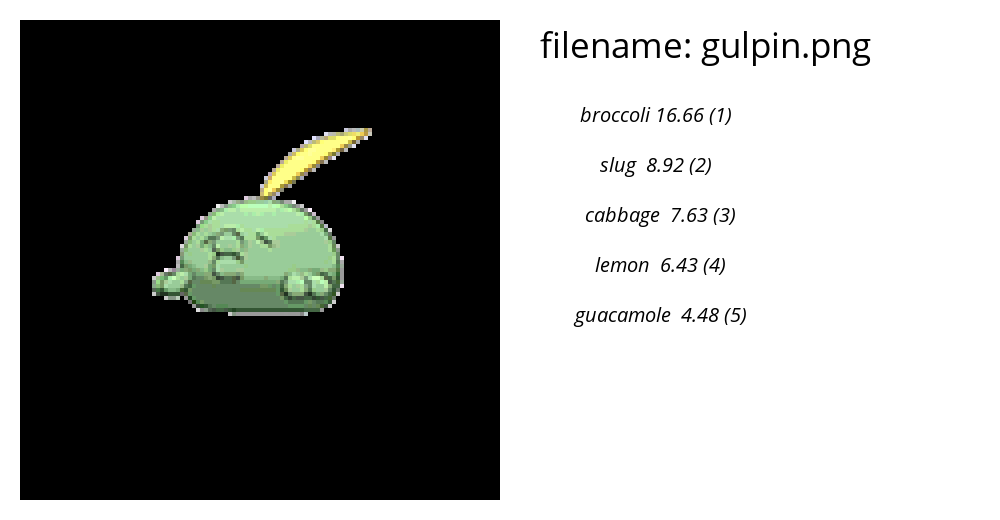 filename: gulpin.png
broccoli 16.66 (1)
slug 8.92 (2)
cabbage 7.63 (3)
lemon 6.43 (4)
guacamole 4.48 (5)